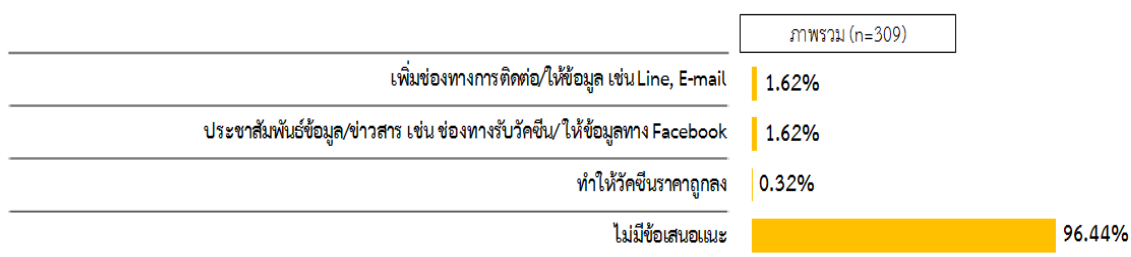 ภาพรวม (n=309)
เพิ่มช่องทางการติดต่อ/ให้ข้อมูล เช่น Line, E-mail 1.62%
ประชาสัมพันธ์ข้อมูล/ข่าวสาร เช่น ช่องทางรับวัคซีน/ ให้ข้อมูลทาง Facebook 1.62%
ทำให้วัคซีนราคาถูกลง 0.32%
ไม่มีข้อเสนอแนะ 96.44%